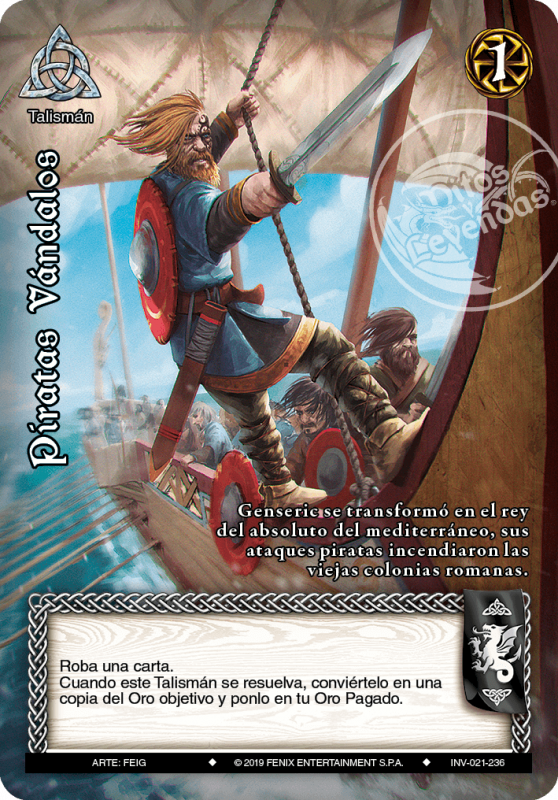 1
Talismán
Mitos
Leyendas
Piratas Vándalos
Genseric se transformó en el rey
del absoluto del mediterráneo, sus
ataques piratas incendiaron las
viejas colonias romanas.
Roba una carta.
Cuando este Talismán se resuelva, conviértelo en una
copia del Oro objetivo y ponlo en tu Oro Pagado.
ARTE: FEIG ◆ © 2019 FENIX ENTERTAINMENT S.P.A. ◆ INV-021-236